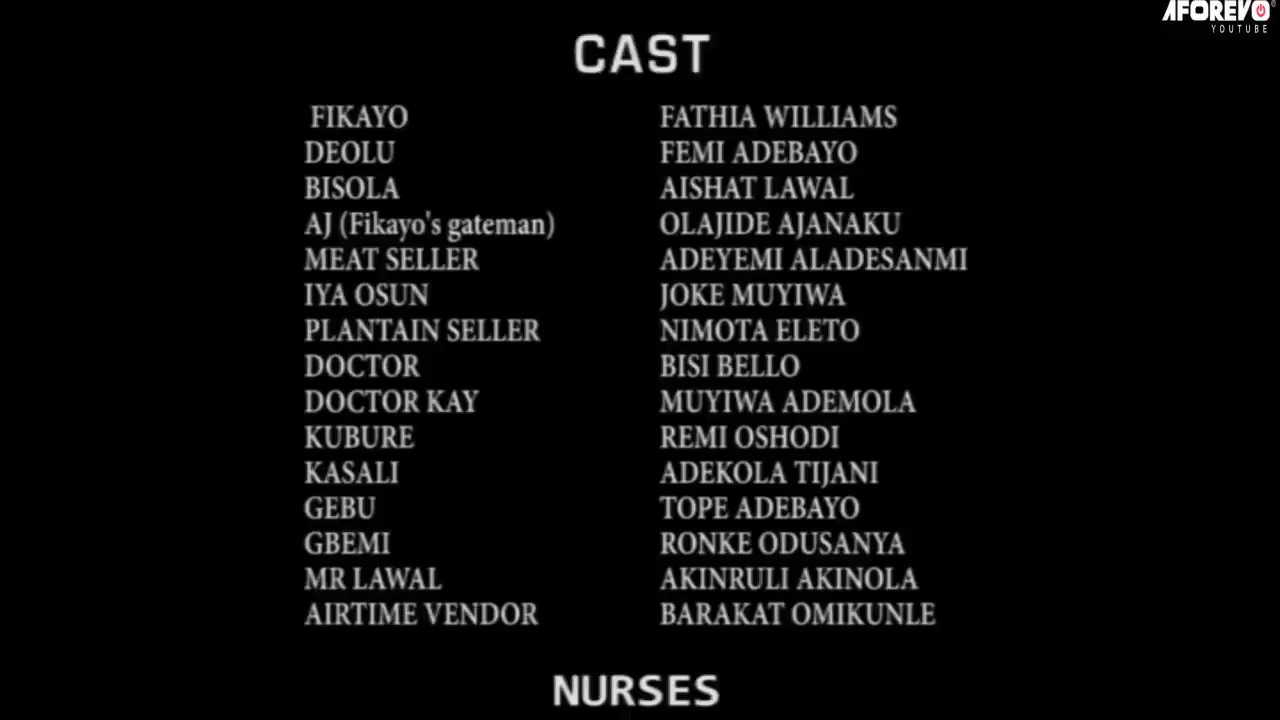 AFOREVO
YOUTUBE
CAST
FIKAYO FATHIA WILLIAMS
DEOLU FEMI ADEBAYO
BISOLA AISHAT LAWAL
AJ (Fikayo's gateman) OLAJIDE AJANAKU
MEAT SELLER ADEYEMI ALADESANMI
IYA OSUN JOKE MUYIWA
PLANTAIN SELLER NIMOTA ELETO
DOCTOR BISI BELLO
DOCTOR KAY MUYIWA ADEMOLA
KUBURE REMI OSHODI
KASALI ADEKOLA TIJANI
GEBU TOPE ADEBAYO
GBEMI RONKE ODUSANYA
MR LAWAL AKINRULI AKINOLA
AIRTIME VENDOR BARAKAT OMIKUNLE
NURSES